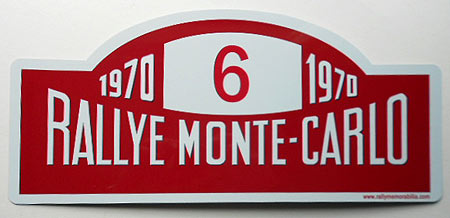 1970 6 1970
RALLYE MONTE-CARLO
www.rallymemorabilia.com